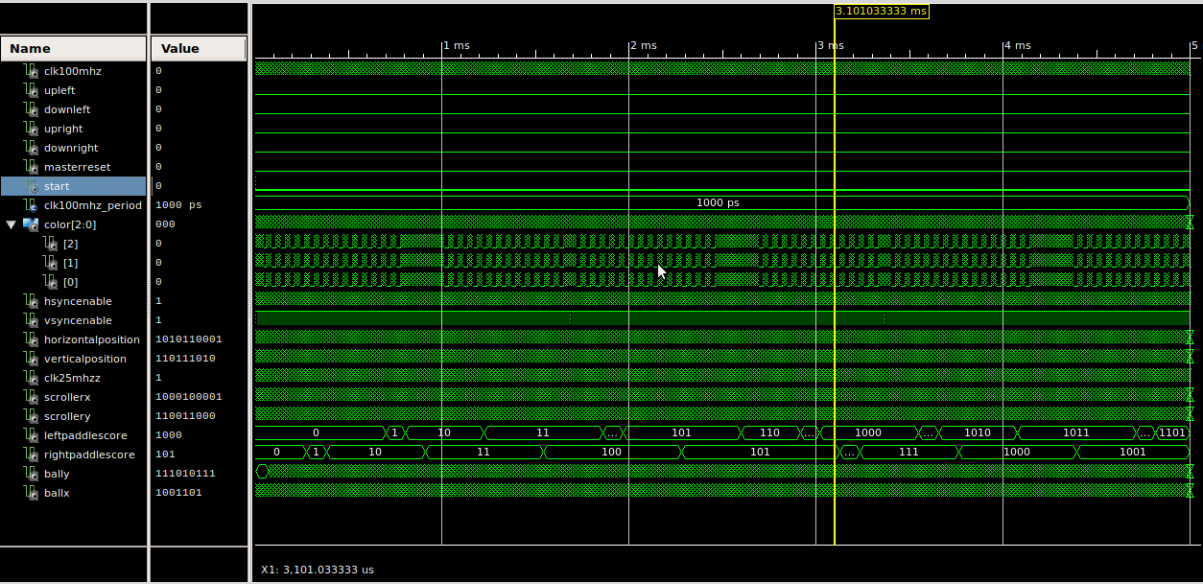 3.101033333 ms
Name Value 1 ms 2 ms 3 ms 4 ms 5
clk100mhz 0
upleft 0
downleft 0
upright 0
downright 0
masterreset 0
start 0
clk100mhz_period 1000 ps 1000 ps
color[2:0] 000
[2] 0
[1] 0
[0] 0
hsyncenable 1
vsyncenable 1
horizontalposition 1010110001
verticalposition 110111010
clk25mhzz 1
scrollerx 1000100001
scrollery 110011000
leftpaddlescore 1000 0 1 10 11 ... 101 110 ... 1000 ... 1010 1011 ... 1101
rightpaddlescore 101 0 1 10 11 100 101 ... 111 1000 1001
bally 111010111
ballx 1001101
X1: 3,101.033333 us